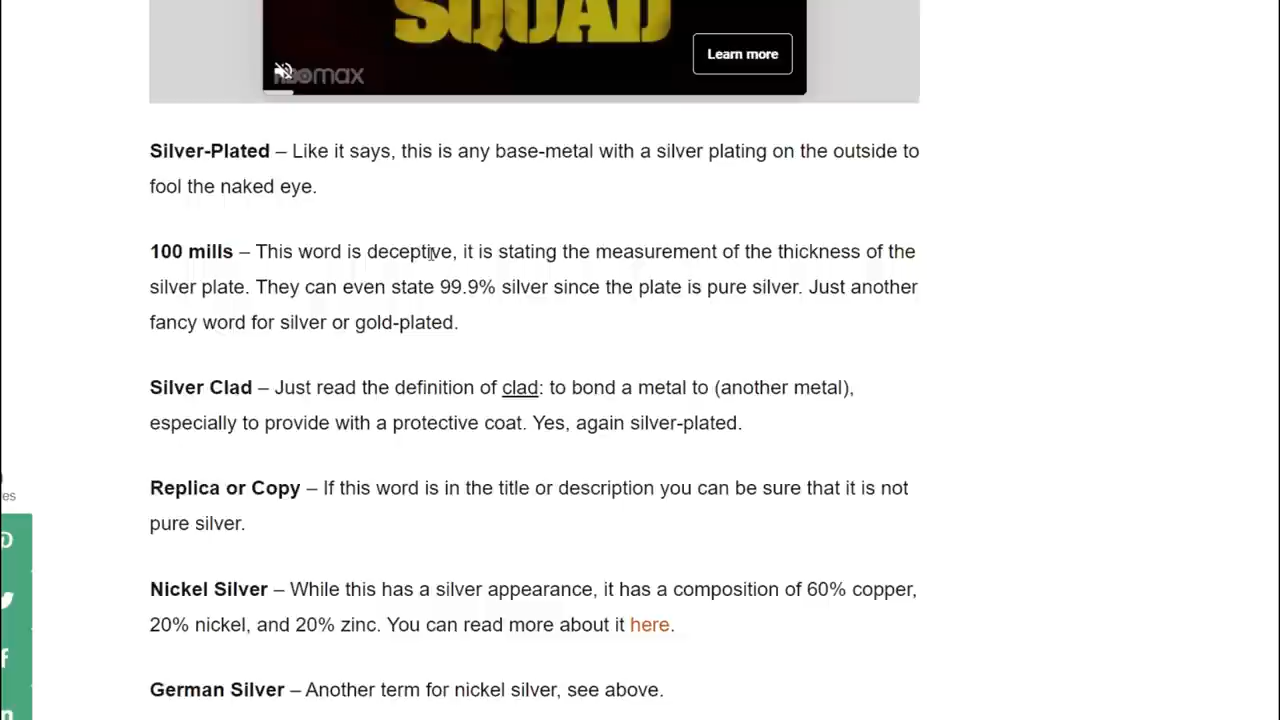 SQUAD
Learn more
HBOmax
Silver-Plated – Like it says, this is any base-metal with a silver plating on the outside to
fool the naked eye.
100 mills – This word is deceptive, it is stating the measurement of the thickness of the
silver plate. They can even state 99.9% silver since the plate is pure silver. Just another
fancy word for silver or gold-plated.
Silver Clad – Just read the definition of clad: to bond a metal to (another metal),
especially to provide with a protective coat. Yes, again silver-plated.
Replica or Copy – If this word is in the title or description you can be sure that it is not
pure silver.
es
Nickel Silver – While this has a silver appearance, it has a composition of 60% copper,
20% nickel, and 20% zinc. You can read more about it here.
German Silver – Another term for nickel silver, see above.